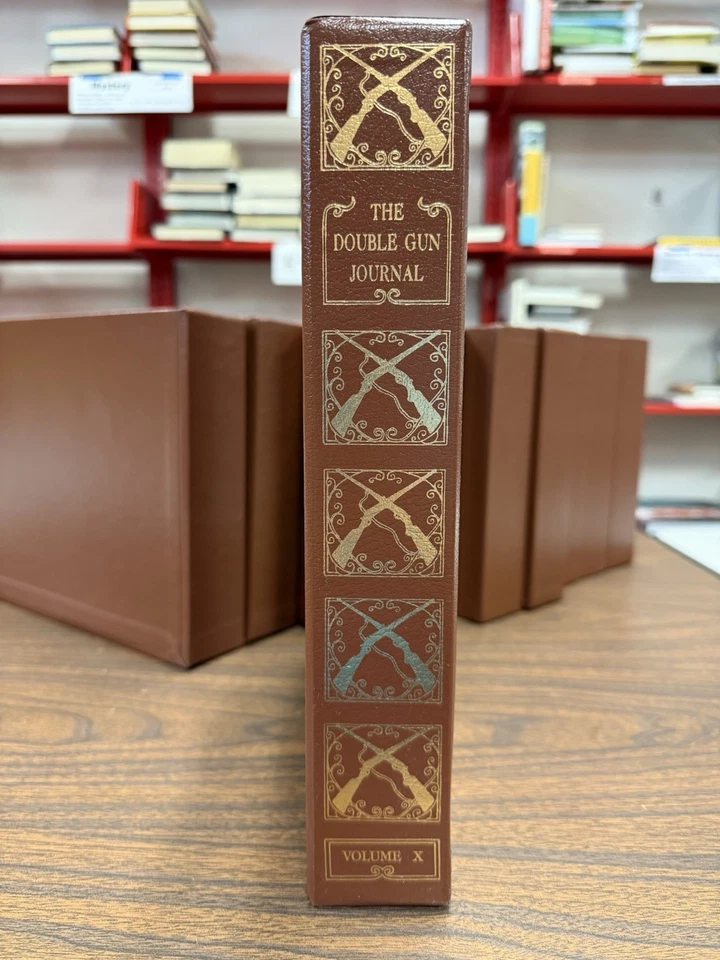 THE
DOUBLE GUN
JOURNAL
VOLUME X